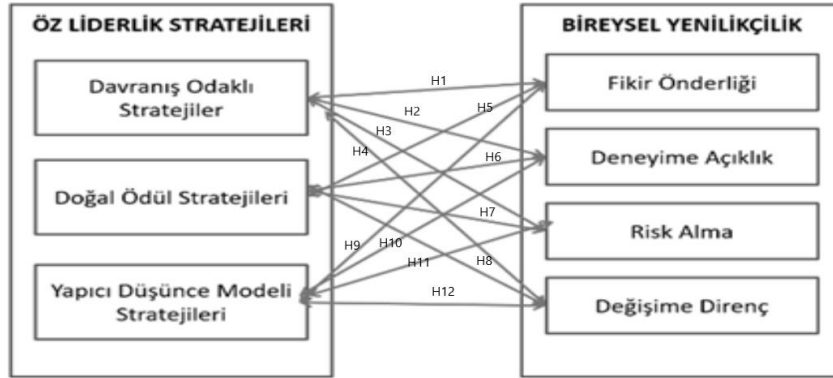 ÖZ LİDERLİK STRATEJİLERİ
Davranış Odaklı
Stratejiler
Doğal Ödül Stratejileri
Yapıcı Düşünce Modeli
Stratejileri
H1
H2
H5
H3
H4
H6
H7
H9
H10
H11
H8
H12
BİREYSEL YENİLİKÇİLİK
Fikir Önderliği
Deneyime Açıklık
Risk Alma
Değişime Direnç